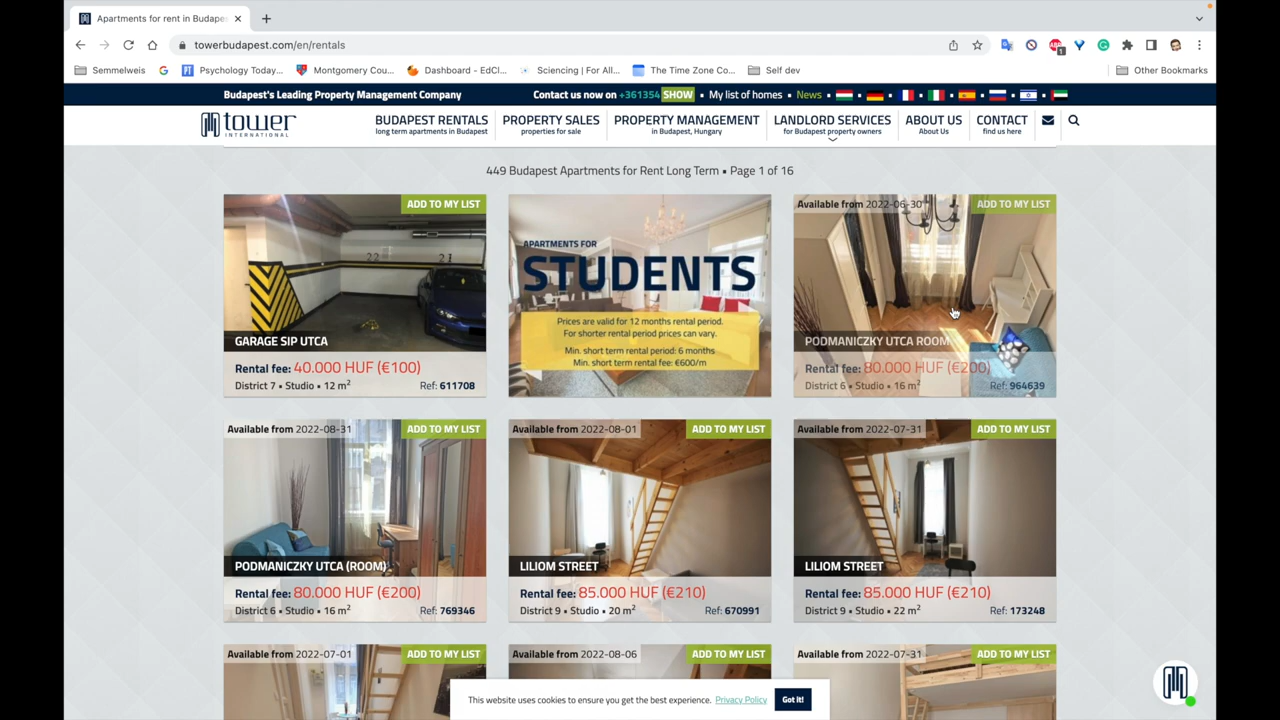 Apartments for rent in Budapes
towerbudapest.com/en/rentals
1
Semmelweis
Psychology Today...
Montgomery Cou...
Dashboard - EdCl...
Sciencing | For All...
The Time Zone Co...
Self dev
Other Bookmarks
Budapest's Leading Property Management Company
Contact us now on +361354 SHOW • My list of homes • News
tower
INTERNATIONAL
BUDAPEST RENTALS
long term apartments in Budapest
PROPERTY SALES
properties for sale
PROPERTY MANAGEMENT
in Budapest, Hungary
LANDLORD SERVICES
for Budapest property owners
ABOUT US
About Us
CONTACT
find us here
449 Budapest Apartments for Rent Long Term • Page 1 of 16
ADD TO MY LIST
22
GARAGE SIP UTCA
Rental fee: 40.000 HUF (€100)
District 7 • Studio • 12 m²
Ref: 611708
APARTMENTS FOR
STUDENTS
Prices are valid for 12 months rental period.
For shorter rental period prices can vary.
Min. short term rental period: 6 months
Min. short term rental fee: €600/m
Available from 2022-06-30
ADD TO MY LIST
PODMANICZKY UTCA ROOM
Rental fee: 80.000 HUF (€200)
District 6 • Studio • 16 m²
Ref: 964639
Available from 2022-08-31
ADD TO MY LIST
PODMANICZKY UTCA (ROOM)
Rental fee: 80.000 HUF (€200)
District 6 • Studio • 16 m²
Ref: 769346
Available from 2022-08-01
ADD TO MY LIST
LILIOM STREET
Rental fee: 85.000 HUF (€210)
District 9 • Studio • 20 m²
Ref: 670991
Available from 2022-07-31
ADD TO MY LIST
LILIOM STREET
Rental fee: 85.000 HUF (€210)
District 9 • Studio • 22 m²
Ref: 173248
Available from 2022-07-01
ADD TO MY LIST
Available from 2022-08-06
ADD TO MY LIST
Available from 2022-07-31
ADD TO MY LIST
This website uses cookies to ensure you get the best experience. Privacy Policy
Got it!